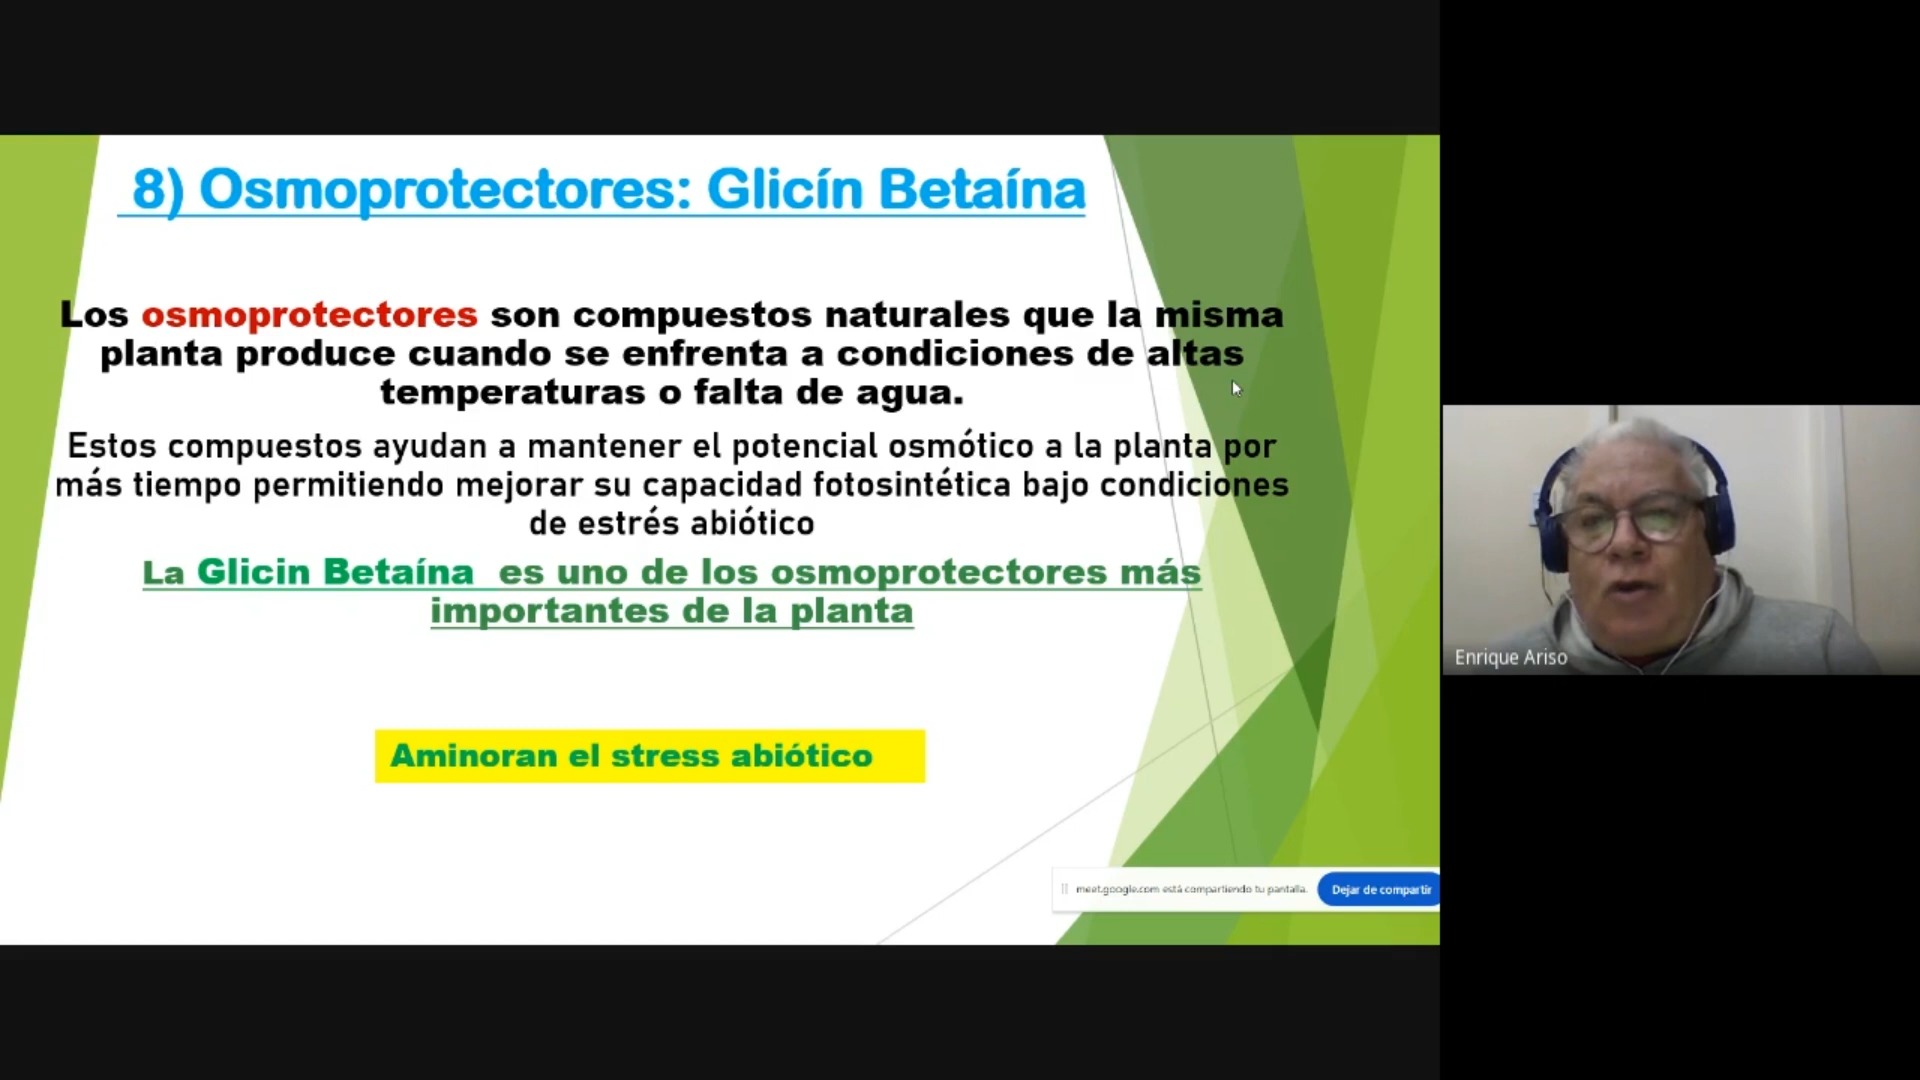 8) Osmoprotectores: Glicín Betaína
Los osmoprotectores son compuestos naturales que la misma
planta produce cuando se enfrenta a condiciones de altas
temperaturas o falta de agua.
Estos compuestos ayudan a mantener el potencial osmótico a la planta por
más tiempo permitiendo mejorar su capacidad fotosintética bajo condiciones
de estrés abiótico
La Glicin Betaína es uno de los osmoprotectores más
importantes de la planta
Aminoran el stress abiótico
meet.google.com está compartiendo tu pantalla.
Dejar de compartir
Enrique Ariso